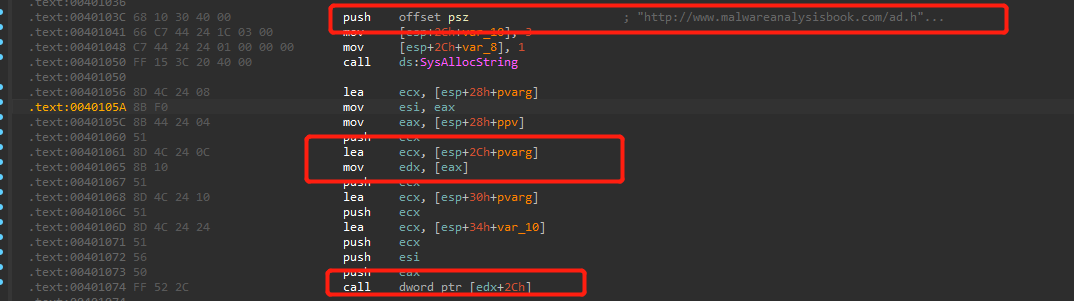 .text:00401036
.text:0040103C 68 10 30 40 00 push offset psz ; "http://www.malwareanalysisbook.com/ad.h"...
.text:00401041 66 C7 44 24 1C 03 00 mov [esp+2Ch+var_10], 3
.text:00401048 C7 44 24 24 01 00 00 00 mov [esp+2Ch+var_8], 1
.text:00401050 FF 15 3C 20 40 00 call ds:SysAllocString
.text:00401050
.text:00401056 8D 4C 24 08 lea ecx, [esp+28h+pvarg]
.text:0040105A 8B F0 mov esi, eax
.text:0040105C 8B 44 24 04 mov eax, [esp+28h+ppv]
.text:00401060 51 push ecx
.text:00401061 8D 4C 24 0C lea ecx, [esp+2Ch+pvarg]
.text:00401065 8B 10 mov edx, [eax]
.text:00401067 51 push ecx
.text:00401068 8D 4C 24 10 lea ecx, [esp+30h+pvarg]
.text:0040106C 51 push ecx
.text:0040106D 8D 4C 24 24 lea ecx, [esp+34h+var_10]
.text:00401071 51 push ecx
.text:00401072 56 push esi
.text:00401073 50 push eax
.text:00401074 FF 52 2C call dword ptr [edx+2Ch]
.text:00401074